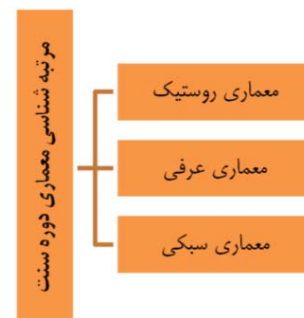 مرتبه شناسی معماری دوره سنت
معماری روستیک
معماری عرفی
معماری سبکی